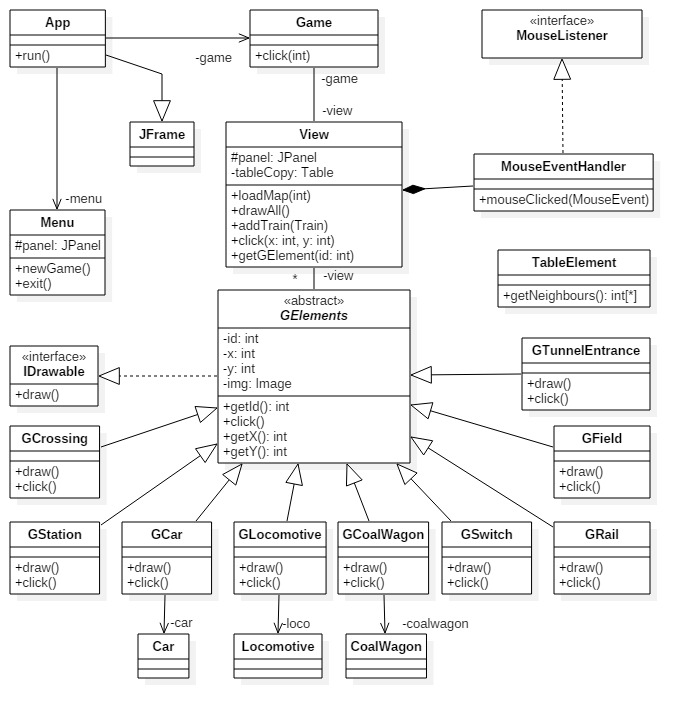 App
+run()
-game
Game
+click(int)
-game
-view
«interface»
MouseListener
JFrame
View
#panel: JPanel
-tableCopy: Table
+loadMap(int)
+drawAll()
+addTrain(Train)
+click(x: int, y: int)
+getGElement(id: int)
MouseEventHandler
+mouseClicked(MouseEvent)
-menu
Menu
#panel: JPanel
+newGame()
+exit()
*
-view
TableElement
+getNeighbours(): int[*]
«abstract»
GElements
-id: int
-x: int
-y: int
-img: Image
+getId(): int
+click()
+getX(): int
+getY(): int
«interface»
IDrawable
+draw()
GTunnelEntrance
+draw()
+click()
GCrossing
+draw()
+click()
GField
+draw()
+click()
GStation
+draw()
+click()
GCar
+draw()
+click()
GLocomotive
+draw()
+click()
GCoalWagon
+draw()
+click()
GSwitch
+draw()
+click()
GRail
+draw()
+click()
-car
-loco
-coalwagon
Car
Locomotive
CoalWagon